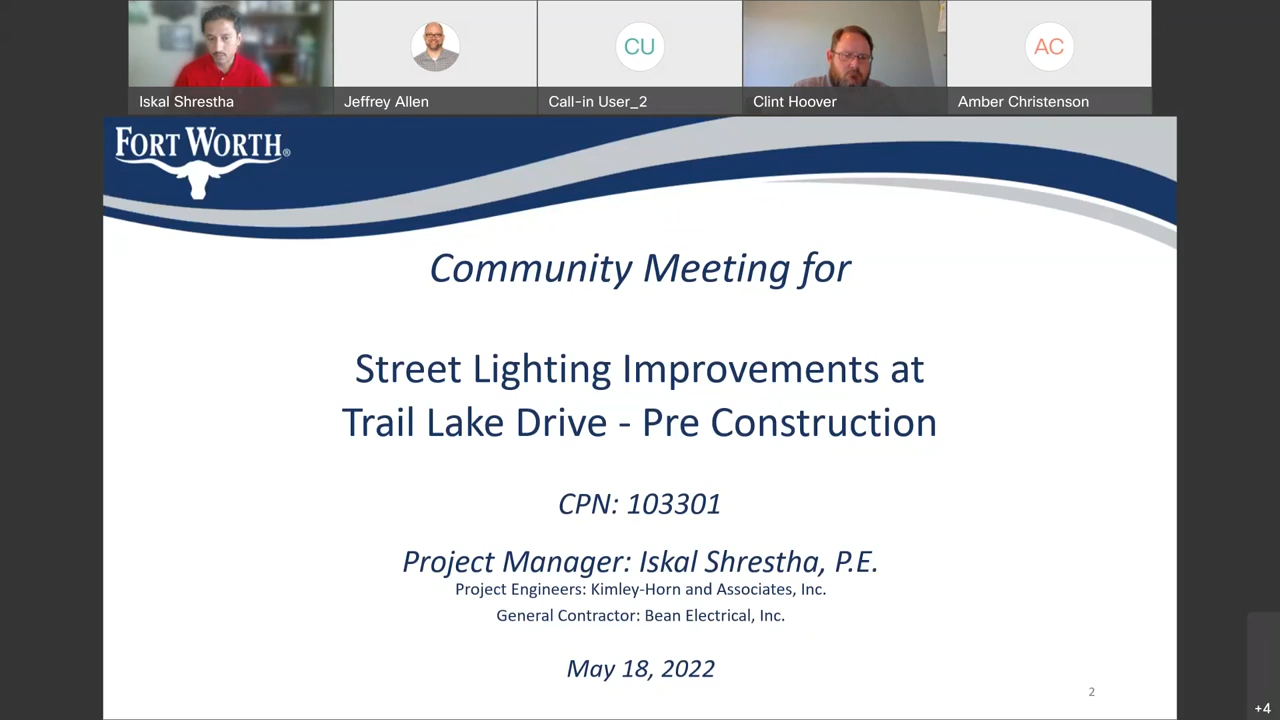 CU
AC
Iskal Shrestha
Jeffrey Allen
Call-in User_2
Clint Hoover
Amber Christenson
FORT WORTH®
Community Meeting for
Street Lighting Improvements at
Trail Lake Drive - Pre Construction
CPN: 103301
Project Manager: Iskal Shrestha, P.E.
Project Engineers: Kimley-Horn and Associates, Inc.
General Contractor: Bean Electrical, Inc.
May 18, 2022
2
+4